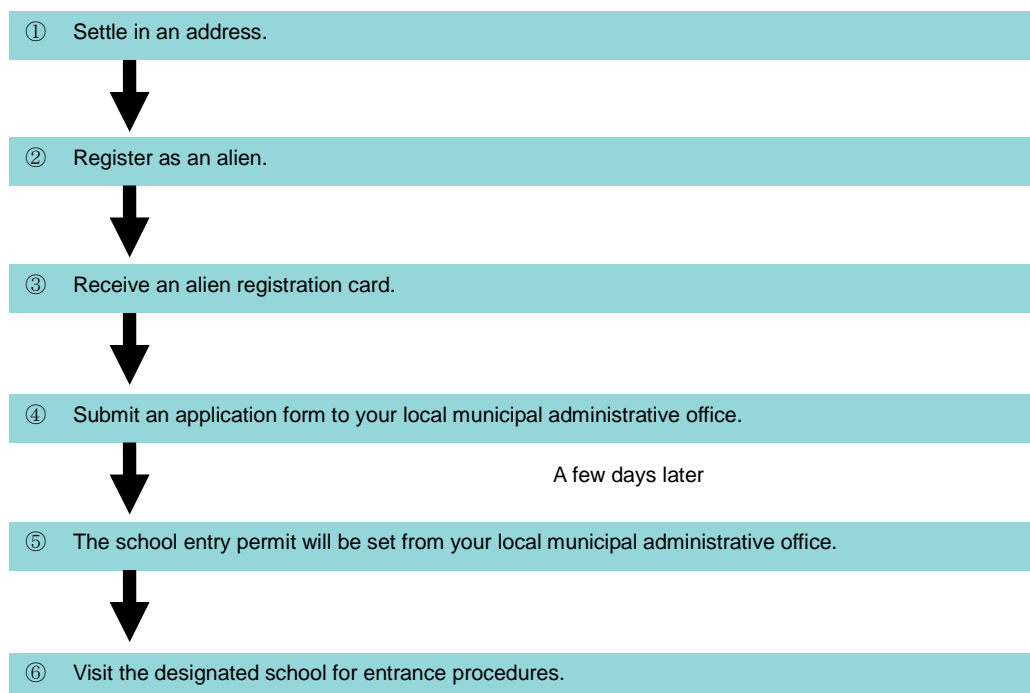 ① Settle in an address.
② Register as an alien.
③ Receive an alien registration card.
④ Submit an application form to your local municipal administrative office.
A few days later
⑤ The school entry permit will be set from your local municipal administrative office.
⑥ Visit the designated school for entrance procedures.